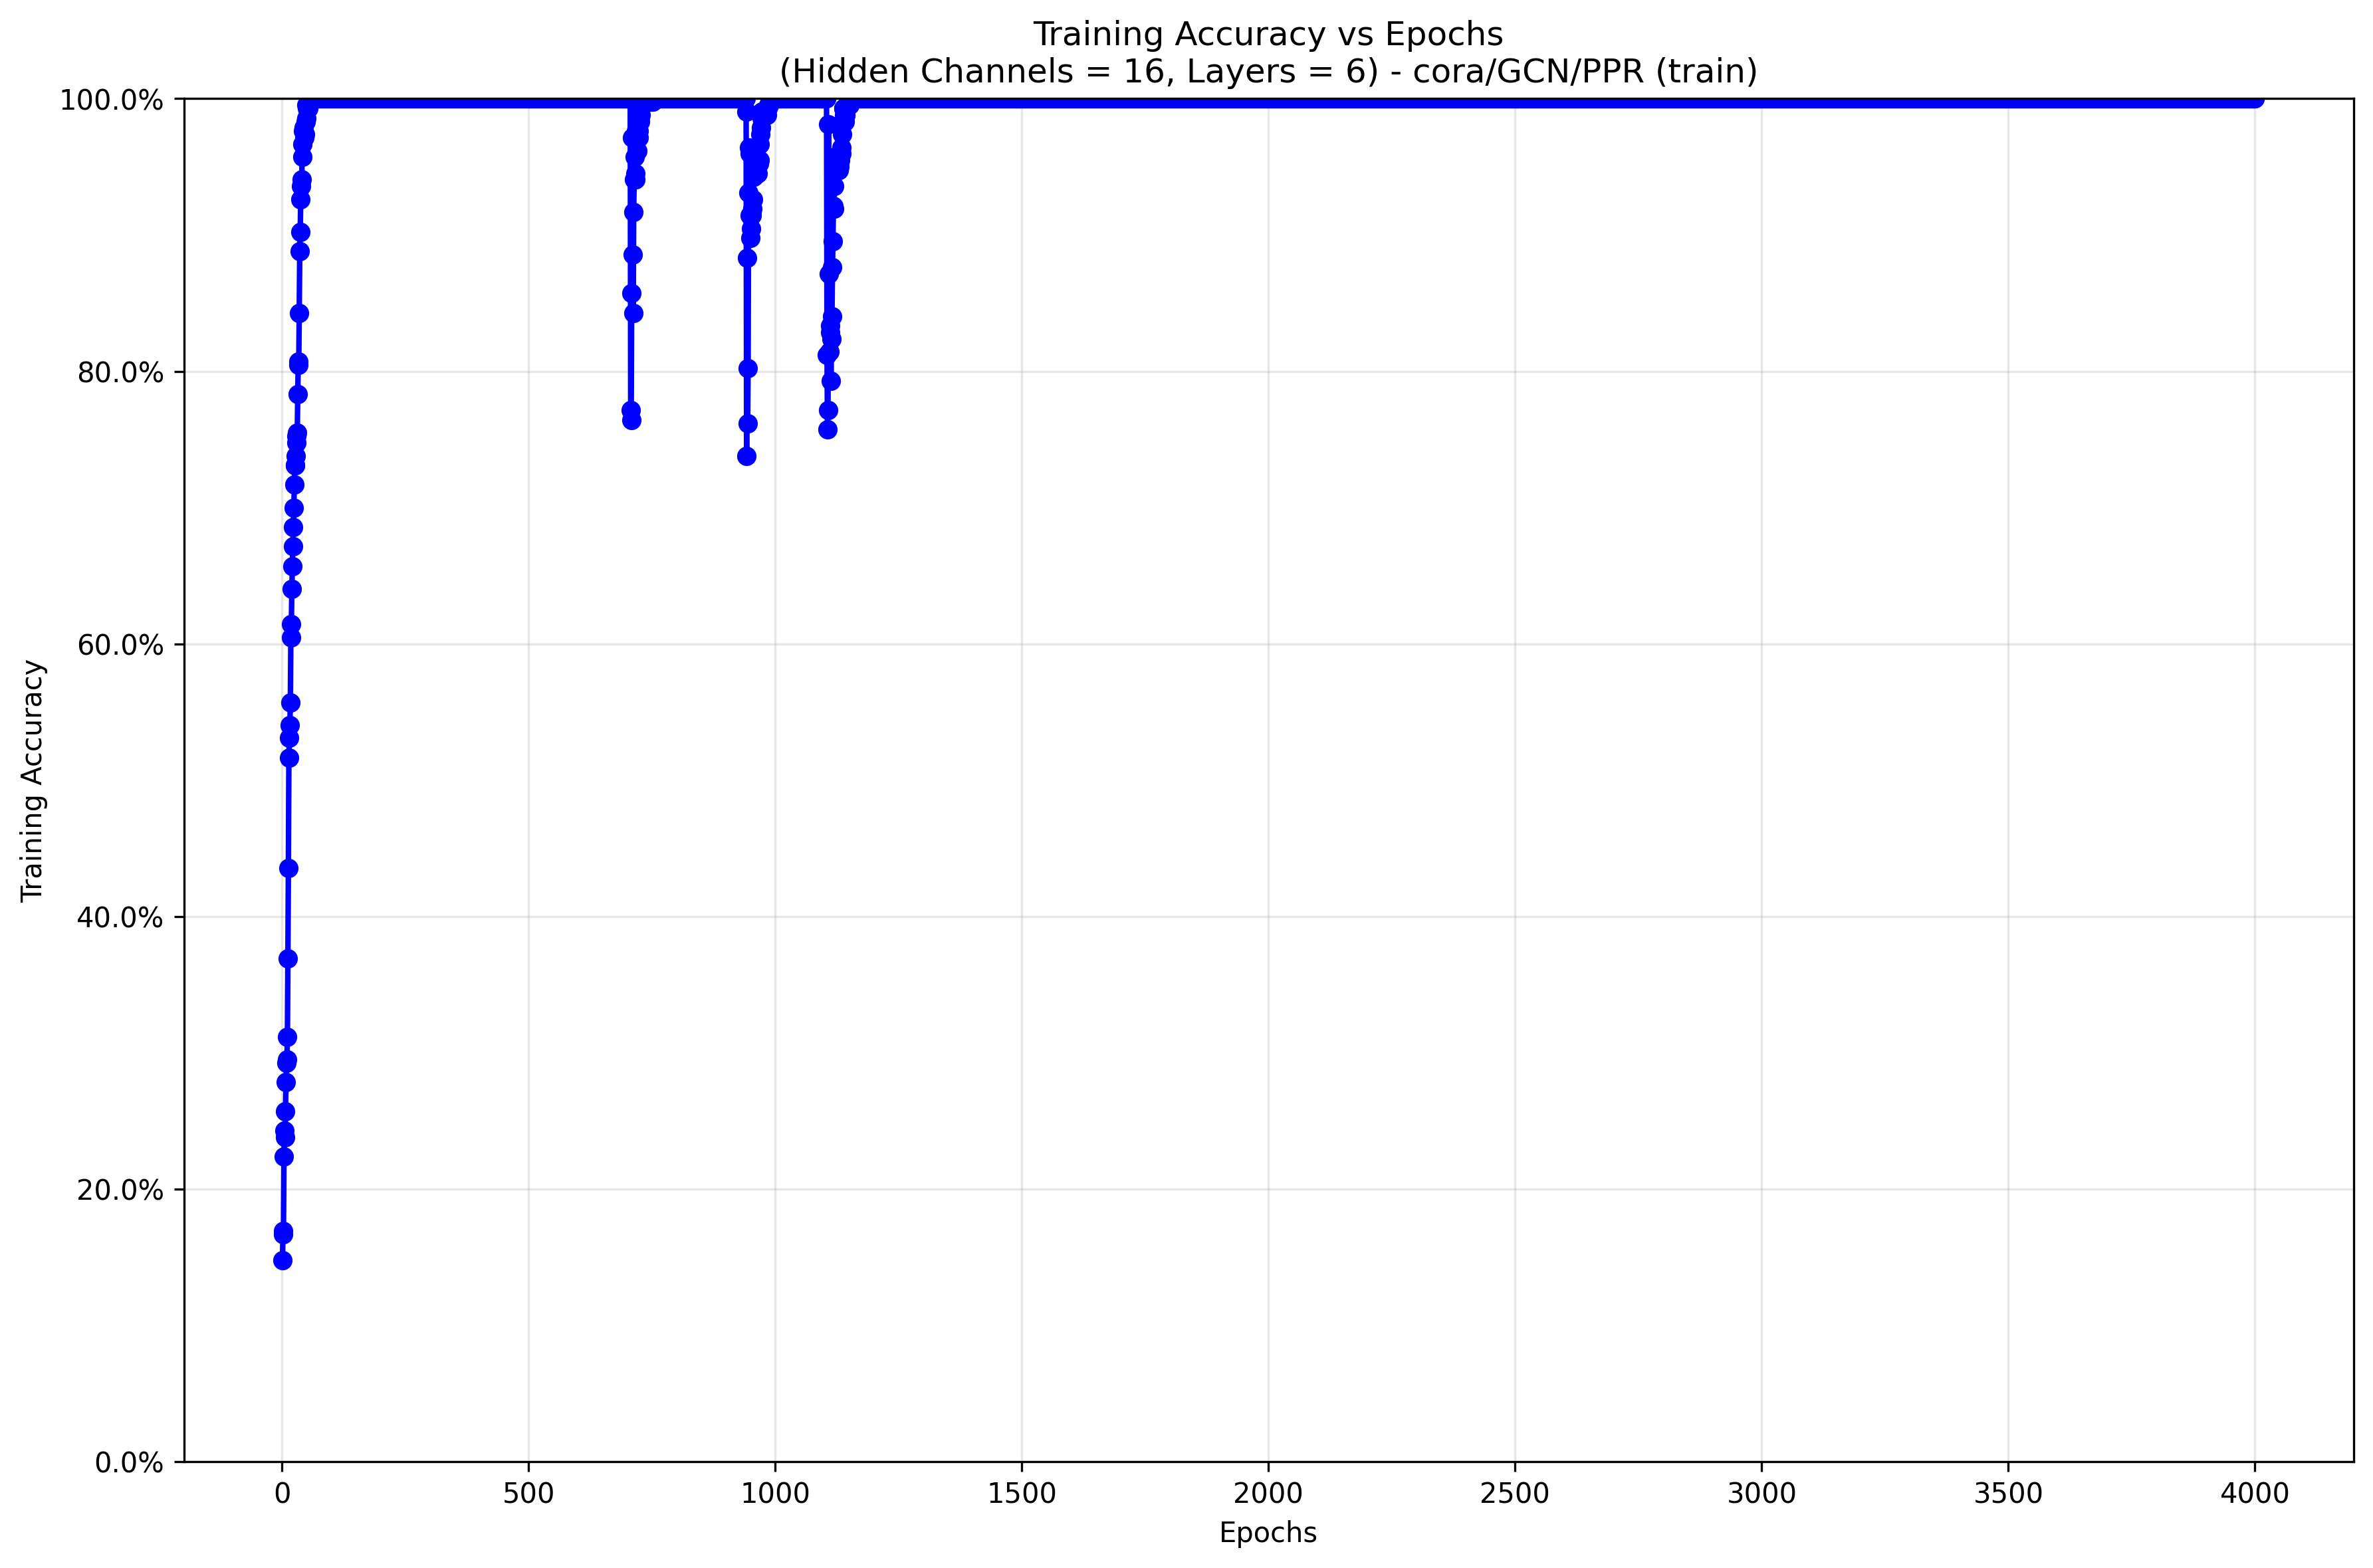 Training Accuracy vs Epochs
(Hidden Channels = 16, Layers = 6) - cora/GCN/PPR (train)
100.0%
80.0%
60.0%
40.0%
20.0%
0.0%
Training Accuracy
0 500 1000 1500 2000 2500 3000 3500 4000
Epochs